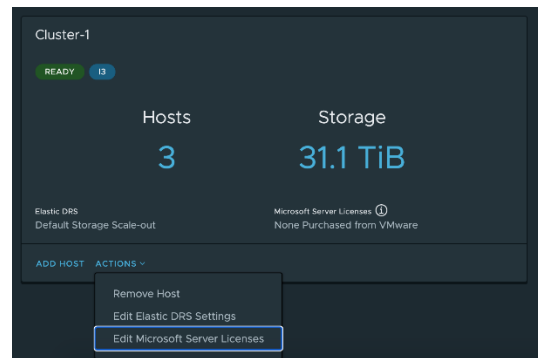 Cluster-1
READY I3
Hosts Storage
3 31.1 TiB
Elastic DRS Microsoft Server Licenses
Default Storage Scale-out None Purchased from VMware
ADD HOST ACTIONS
Remove Host
Edit Elastic DRS Settings
Edit Microsoft Server Licenses